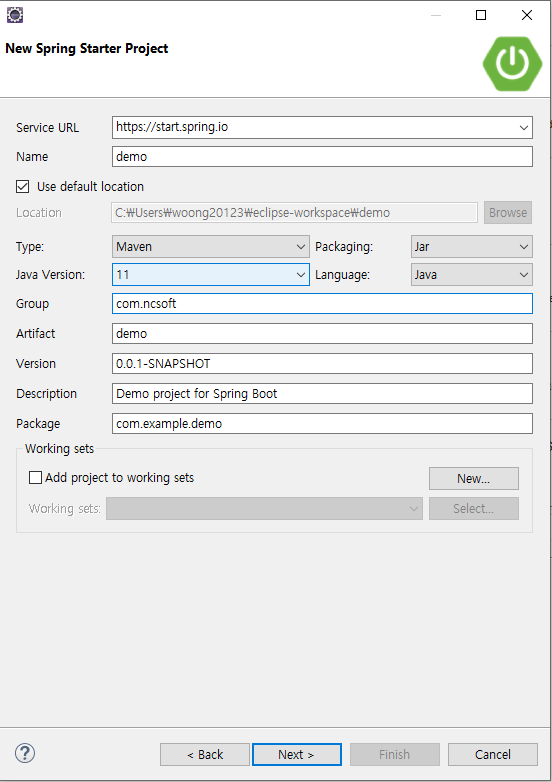 New Spring Starter Project
Service URL https://start.spring.io
Name demo
Use default location
Location C:₩Users₩woong20123₩eclipse-workspace₩demo Browse
Type: Maven Packaging: Jar
Java Version: 11 Language: Java
Group com.ncsoft
Artifact demo
Version 0.0.1-SNAPSHOT
Description Demo project for Spring Boot
Package com.example.demo
Working sets
Add project to working sets New...
Working sets: Select...
? < Back Next > Finish Cancel